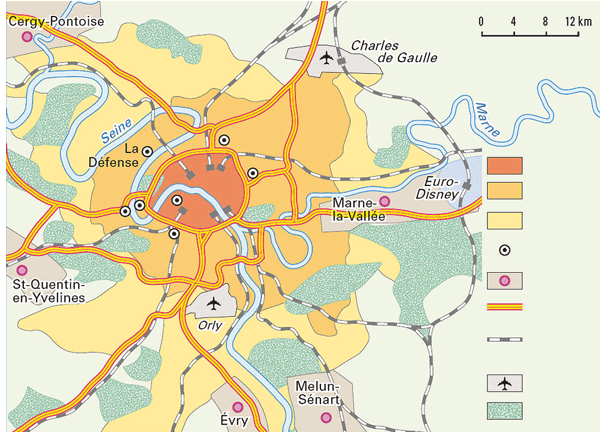 Cergy-Pontoise
0 4 8 12 km
Charles
de Gaulle
Marne
Seine
La
Défense
Euro-
Disney
Marne-
la-Vallée
St-Quentin-
en-Yvelines
Orly
Melun-
Sénart
Évry